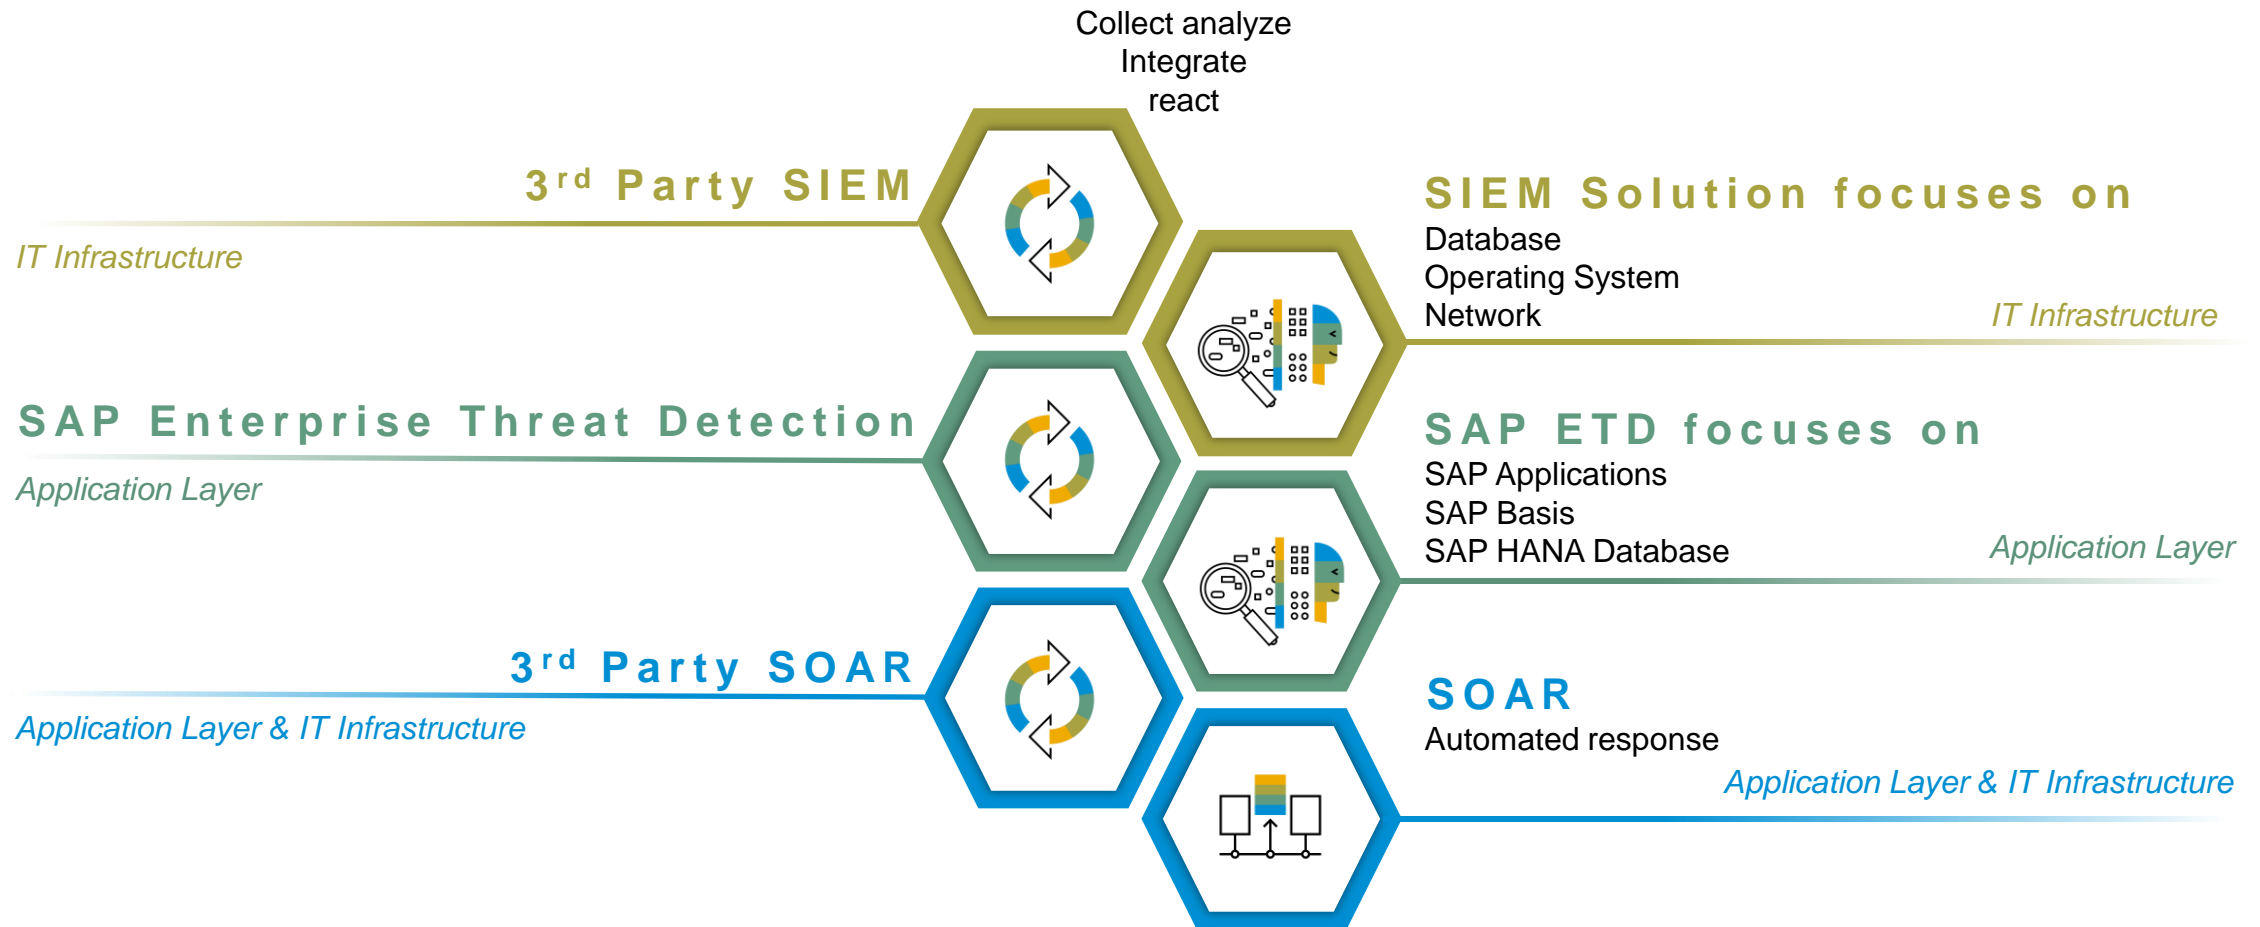 Collect analyze
Integrate
react
3rd Party SIEM
IT Infrastructure
SIEM Solution focuses on
Database
Operating System
Network
IT Infrastructure
SAP Enterprise Threat Detection
Application Layer
SAP ETD focuses on
SAP Applications
SAP Basis
SAP HANA Database
Application Layer
3rd Party SOAR
Application Layer & IT Infrastructure
SOAR
Automated response
Application Layer & IT Infrastructure